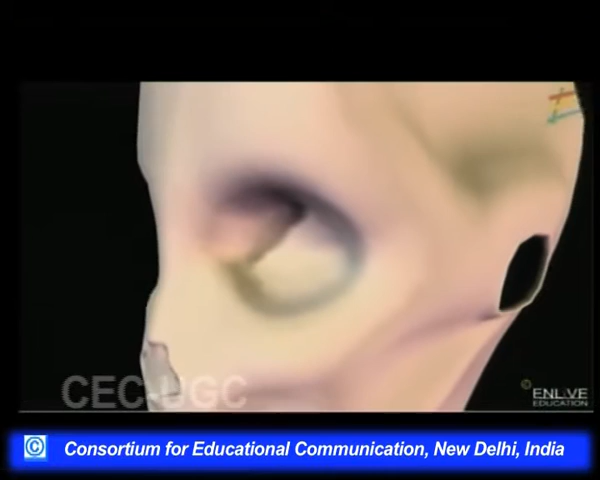 CEC-UGC
© ENLIVE
EDUCATION
© Consortium for Educational Communication, New Delhi, India